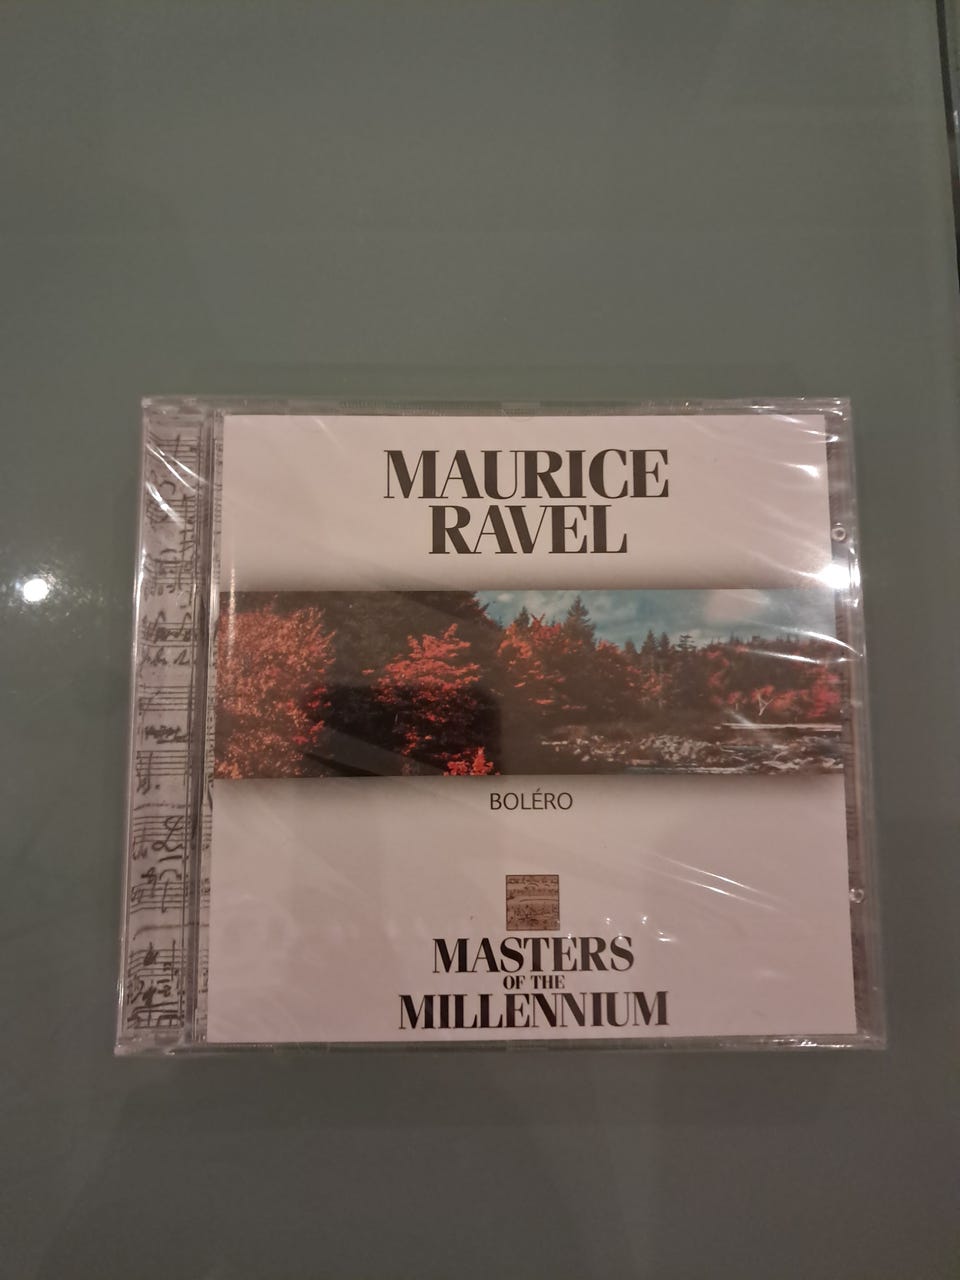 MAURICE
RAVEL
BOLÉRO
MASTERS
OF THE
MILLENNIUM